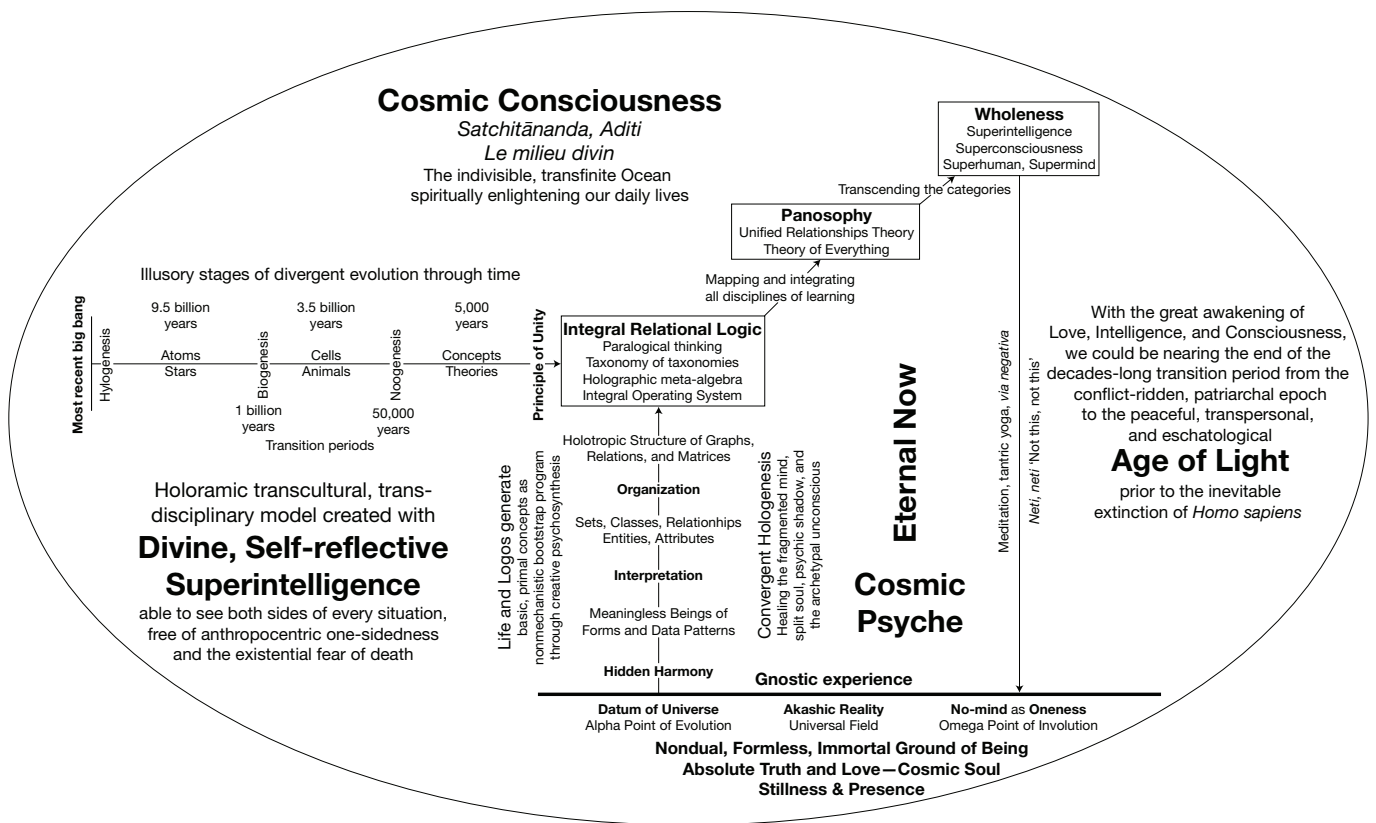 Cosmic Consciousness
Satchitānanda, Aditi
Le milieu divin
The indivisible, transfinite Ocean
spiritually enlightening our daily lives
Wholeness
Superintelligence
Superconsciousness
Superhuman, Supermind
Transcending the categories
Panosophy
Unified Relationships Theory
Theory of Everything
Mapping and integrating
all disciplines of learning
Illusory stages of divergent evolution through time
Most recent big bang
Hylogenesis
9.5 billion
years
Atoms
Stars
Biogenesis
1 billion
years
3.5 billion
years
Cells
Animals
Noogenesis
50,000
years
5,000
years
Concepts
Theories
Transition periods
Principle of Unity
Integral Relational Logic
Paralogical thinking
Taxonomy of taxonomies
Holographic meta-algebra
Integral Operating System
Holotropic Structure of Graphs,
Relations, and Matrices
Organization
Sets, Classes, Relationhips
Entities, Attributes
Interpretation
Meaningless Beings of
Forms and Data Patterns
Hidden Harmony
Life and Logos generate
basic, primal concepts as
nonmechanistic bootstrap program
through creative psychosynthesis
Convergent Hologenesis
Healing the fragmented mind,
split soul, psychic shadow, and
the archetypal unconscious
Eternal Now
Cosmic
Psyche
Meditation, tantric yoga, via negativa
Neti, neti ‘Not this, not this’
With the great awakening of
Love, Intelligence, and Consciousness,
we could be nearing the end of the
decades-long transition period from the
conflict-ridden, patriarchal epoch
to the peaceful, transpersonal,
and eschatological
Age of Light
prior to the inevitable
extinction of Homo sapiens
Holoramic transcultural, trans-
disciplinary model created with
Divine, Self-reflective
Superintelligence
able to see both sides of every situation,
free of anthropocentric one-sidedness
and the existential fear of death
Gnostic experience
Datum of Universe
Alpha Point of Evolution
Akashic Reality
Universal Field
No-mind as Oneness
Omega Point of Involution
Nondual, Formless, Immortal Ground of Being
Absolute Truth and Love—Cosmic Soul
Stillness & Presence